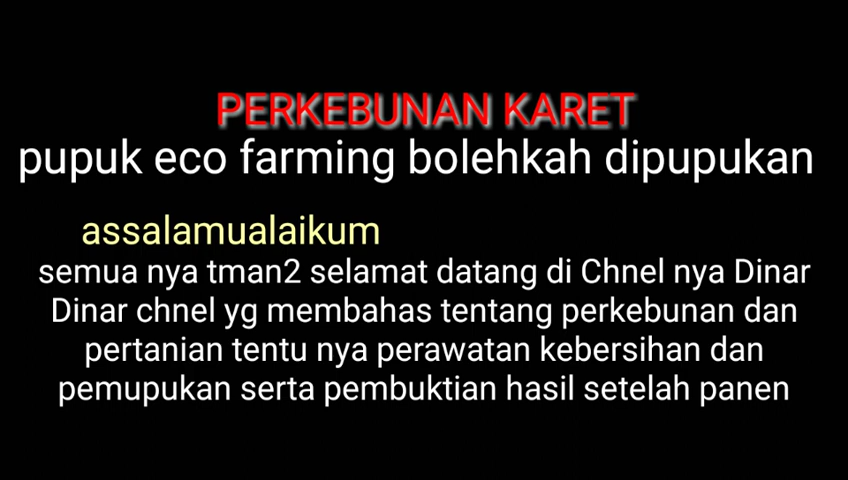 PERKEBUNAN KARET
pupuk eco farming bolehkah dipupukan
assalamualaikum
semua nya tman2 selamat datang di Chnel nya Dinar
Dinar chnel yg membahas tentang perkebunan dan
pertanian tentu nya perawatan kebersihan dan
pemupukan serta pembuktian hasil setelah panen